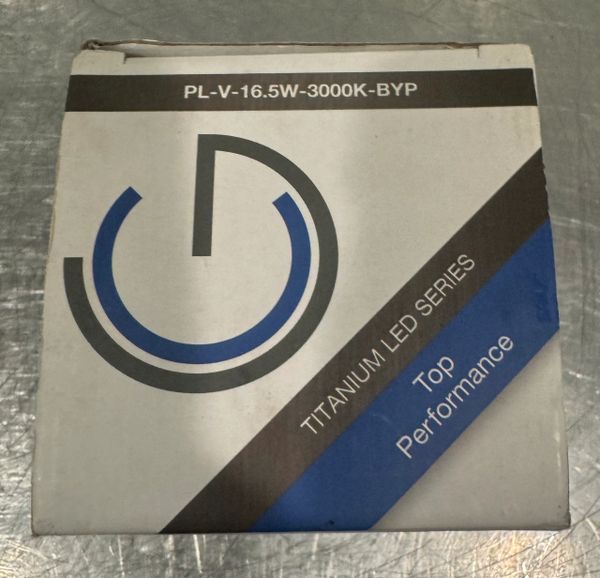 PL-V-16.5W-3000K-BYP
TITANIUM LED SERIES
Top
Performance